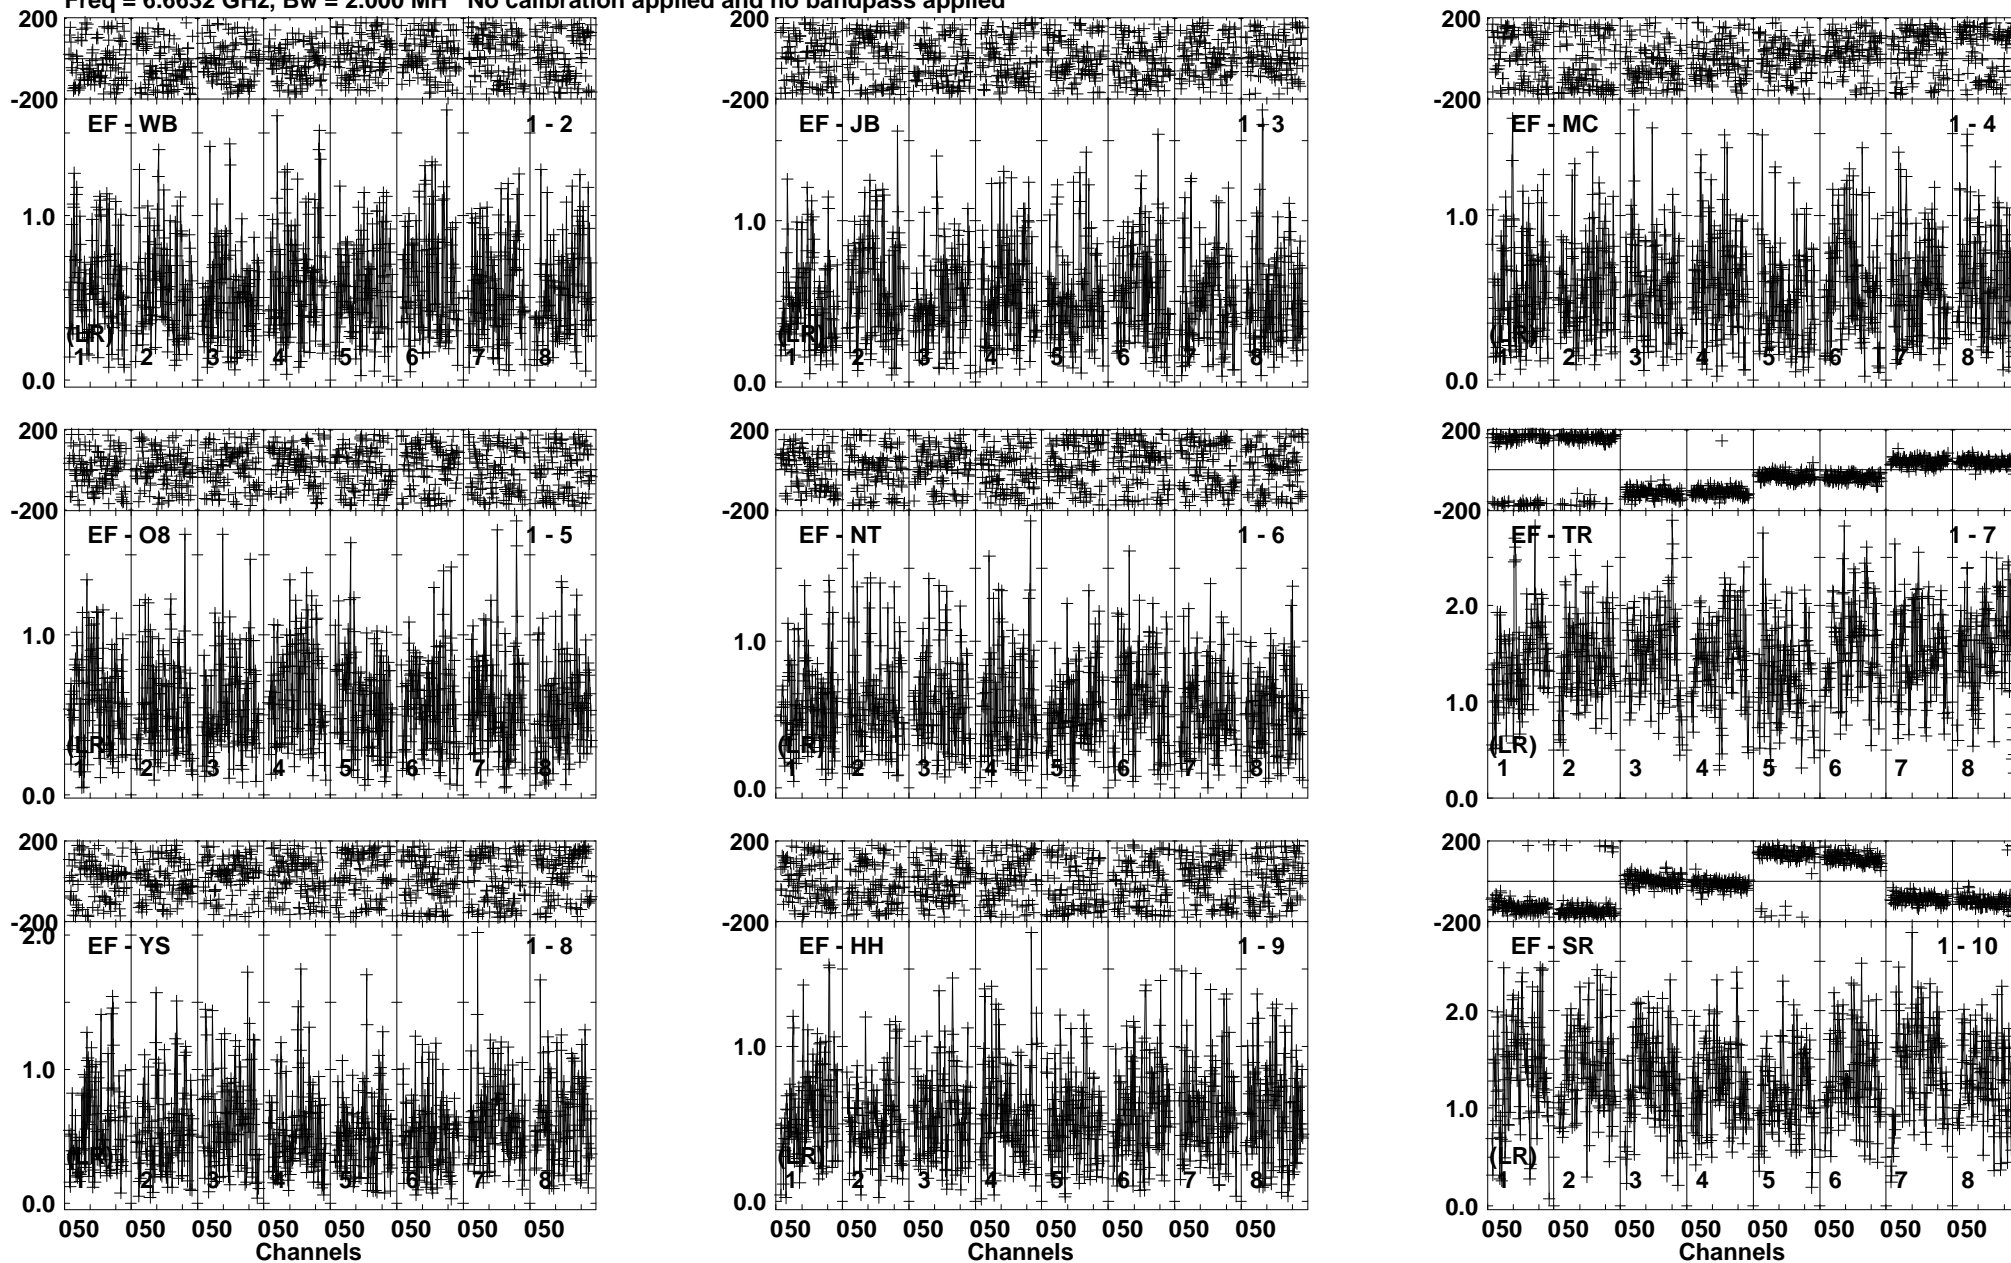 Freq = 6.6632 GHz, Bw = 2.000 MH No calibration applied and no bandpass applied
200 200 200
-200 -200 -200
EF - WB 1 - 2 EF - JB 1 - 3 EF - MC 1 - 4
1.0 1.0 1.0
(LR) (LR) (LR)
1 2 3 4 5 6 7 8 1 2 3 4 5 6 7 8 1 2 3 4 5 6 7 8
0.0 0.0 0.0
200 200 200
-200 -200 -200
EF - O8 1 - 5 EF - NT 1 - 6 EF - TR 1 - 7
1.0 1.0 2.0
1.0
(LR) (LR) (LR)
1 2 3 4 5 6 7 8 1 2 3 4 5 6 7 8 1 2 3 4 5 6 7 8
0.0 0.0 0.0
200 200 200
-200 -200 -200
2.0
EF - YS 1 - 8 EF - HH 1 - 9 EF - SR 1 - 10
1.0 1.0 2.0
1.0
(LR) (LR) (LR)
1 2 3 4 5 6 7 8 1 2 3 4 5 6 7 8 1 2 3 4 5 6 7 8
0.0 0.0 0.0
050 050 050 050 050 050 050 050 050 050 050 050 050 050 050 050 050 050 050 050 050 050 050 050
Channels Channels Channels